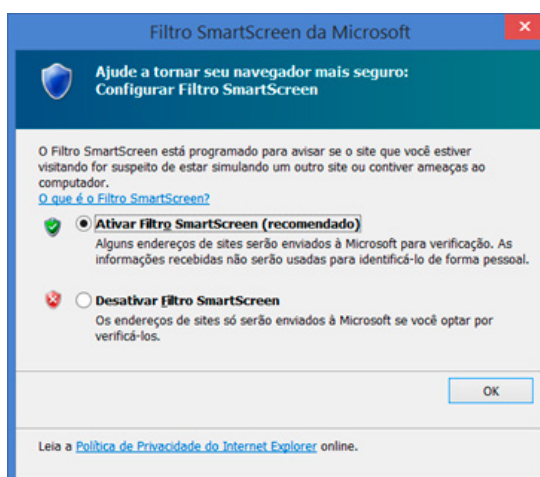 Filtro SmartScreen da Microsoft
Ajude a tornar seu navegador mais seguro:
Configurar Filtro SmartScreen
O Filtro SmartScreen está programado para avisar se o site que você estiver
visitando for suspeito de estar simulando um outro site ou contiver ameaças ao
computador.
O que é o Filtro SmartScreen?
Ativar Filtro SmartScreen (recomendado)
Alguns endereços de sites serão enviados à Microsoft para verificação. As
informações recebidas não serão usadas para identificá-lo de forma pessoal.
Desativar Filtro SmartScreen
Os endereços de sites só serão enviados à Microsoft se você optar por
verificá-los.
OK
Leia a Política de Privacidade do Internet Explorer online.